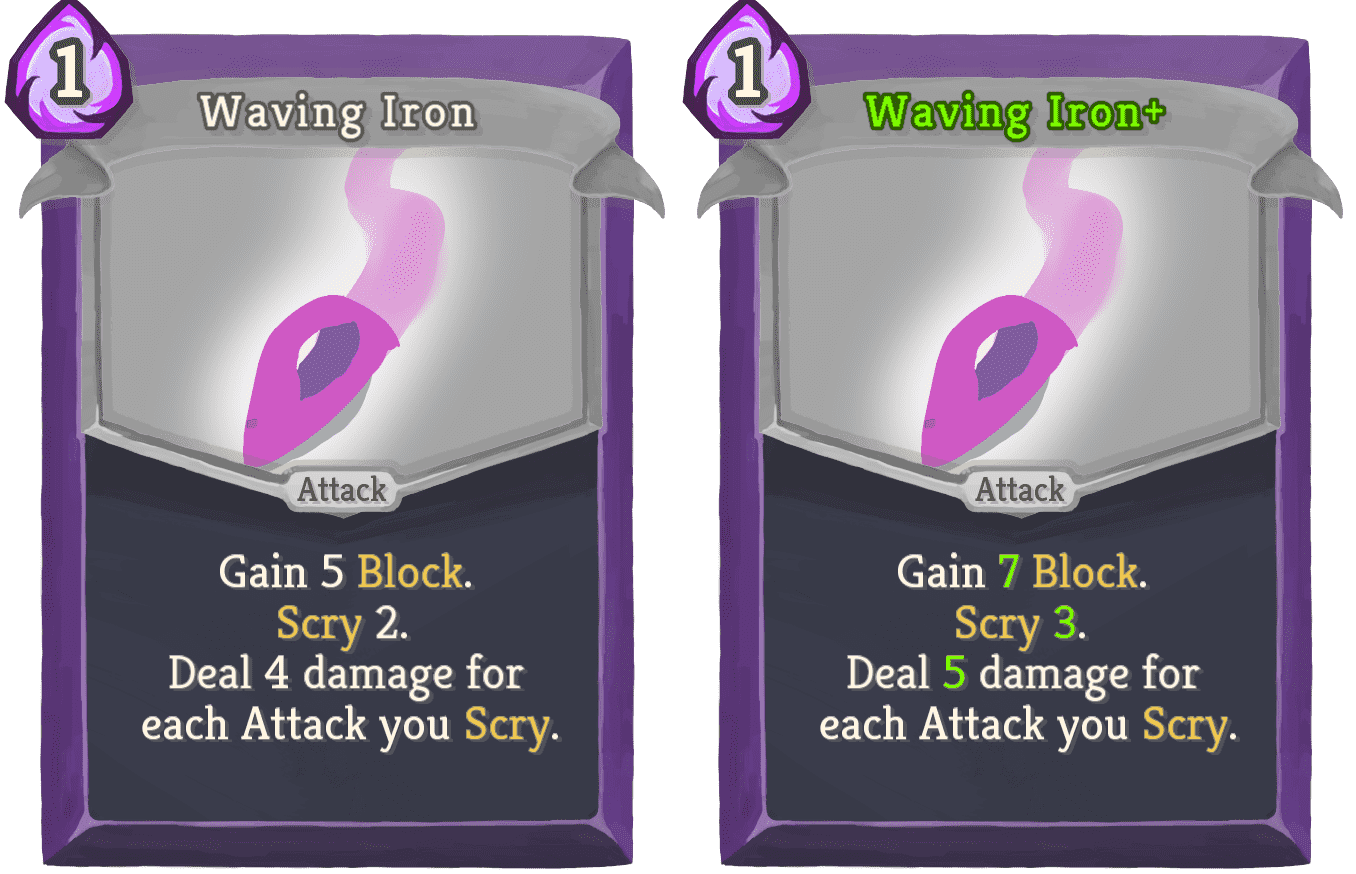 1
Waving Iron
Attack
Gain 5 Block.
Scry 2.
Deal 4 damage for
each Attack you Scry.
1
Waving Iron+
Attack
Gain 7 Block.
Scry 3.
Deal 5 damage for
each Attack you Scry.